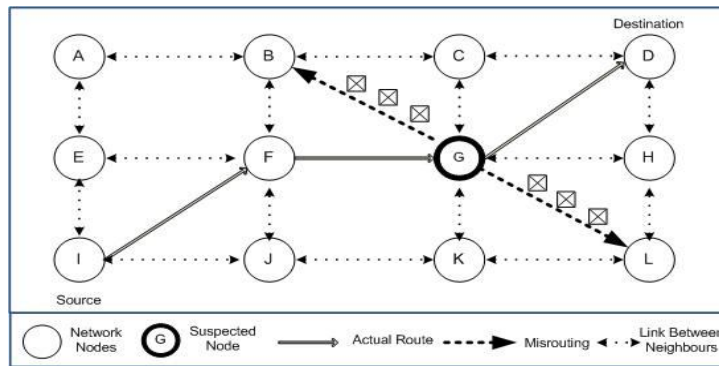 Destination
A B C D
E F G H
I J K L
Source
Network
Nodes
G
Suspected
Node
Actual Route
Misrouting
Link Between
Neighbours